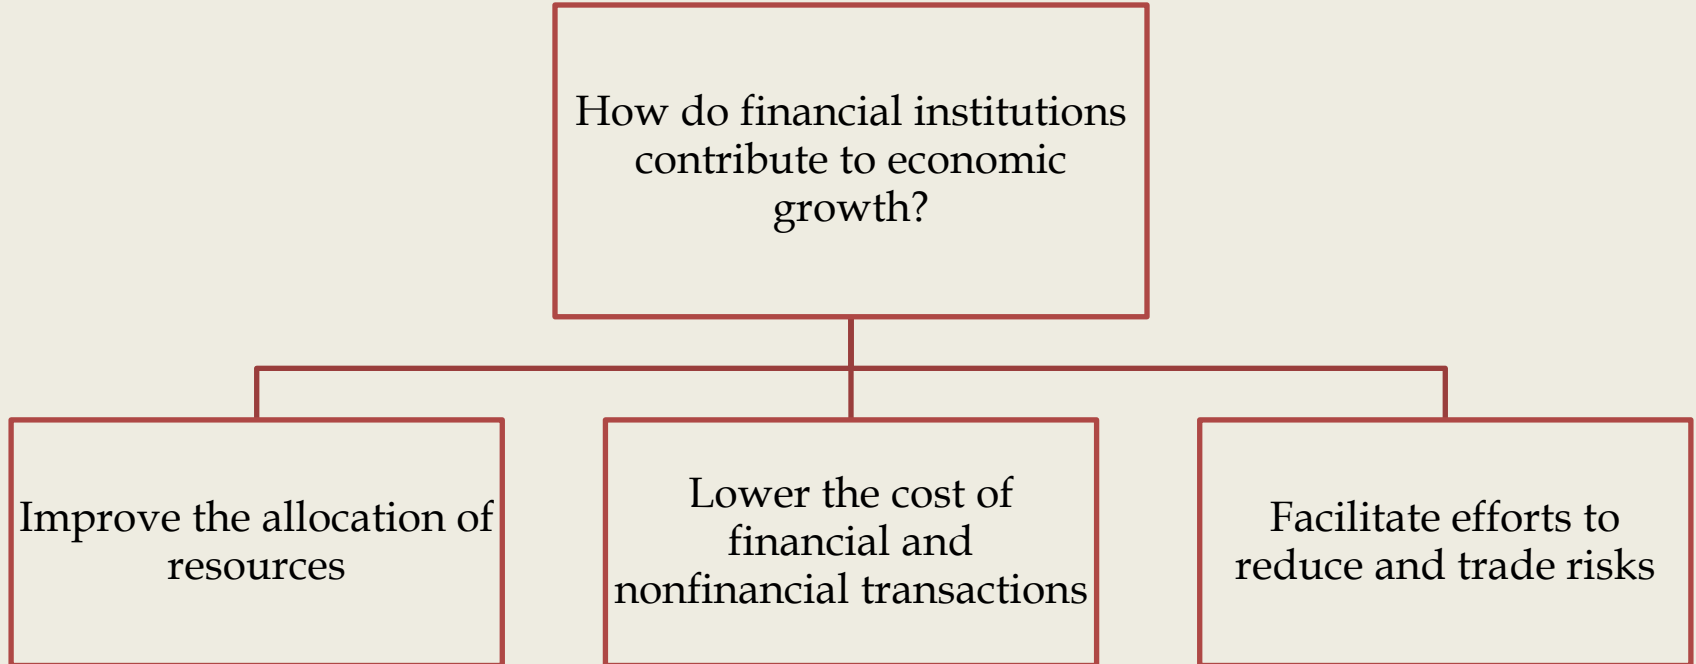 How do financial institutions
contribute to economic
growth?
Improve the allocation of
resources
Lower the cost of
financial and
nonfinancial transactions
Facilitate efforts to
reduce and trade risks